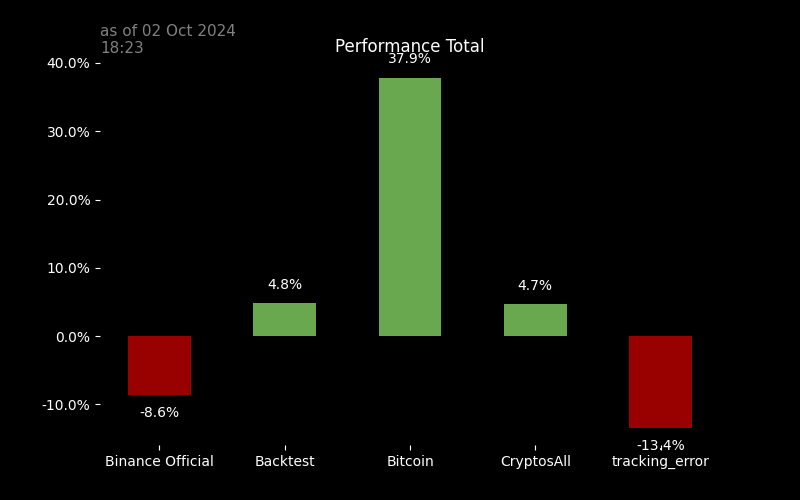 as of 02 Oct 2024
18:23
Performance Total
40.0%
30.0%
20.0%
10.0%
0.0%
-10.0%
-8.6%
4.8%
37.9%
4.7%
-13.4%
Binance Official
Backtest
Bitcoin
CryptosAll
tracking_error